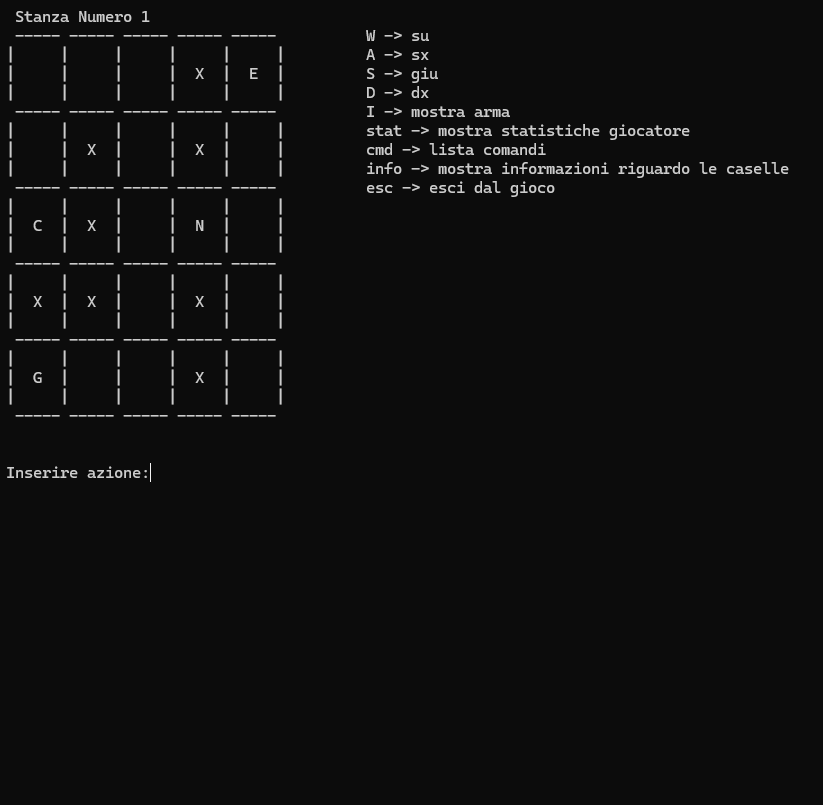 Stanza Numero 1
----- ----- ----- ----- -----
|     |     |     |     |     |
|     |     |     |  X  |  E  |
|     |     |     |     |     |
----- ----- ----- ----- -----
|     |     |     |     |     |
|     |  X  |     |  X  |     |
|     |     |     |     |     |
----- ----- ----- ----- -----
|     |     |     |     |     |
|  C  |  X  |     |  N  |     |
|     |     |     |     |     |
----- ----- ----- ----- -----
|     |     |     |     |     |
|  X  |  X  |     |  X  |     |
|     |     |     |     |     |
----- ----- ----- ----- -----
|     |     |     |     |     |
|  G  |     |     |  X  |     |
|     |     |     |     |     |
----- ----- ----- ----- -----
W -> su
A -> sx
S -> giu
D -> dx
I -> mostra arma
stat -> mostra statistiche giocatore
cmd -> lista comandi
info -> mostra informazioni riguardo le caselle
esc -> esci dal gioco
Inserire azione: